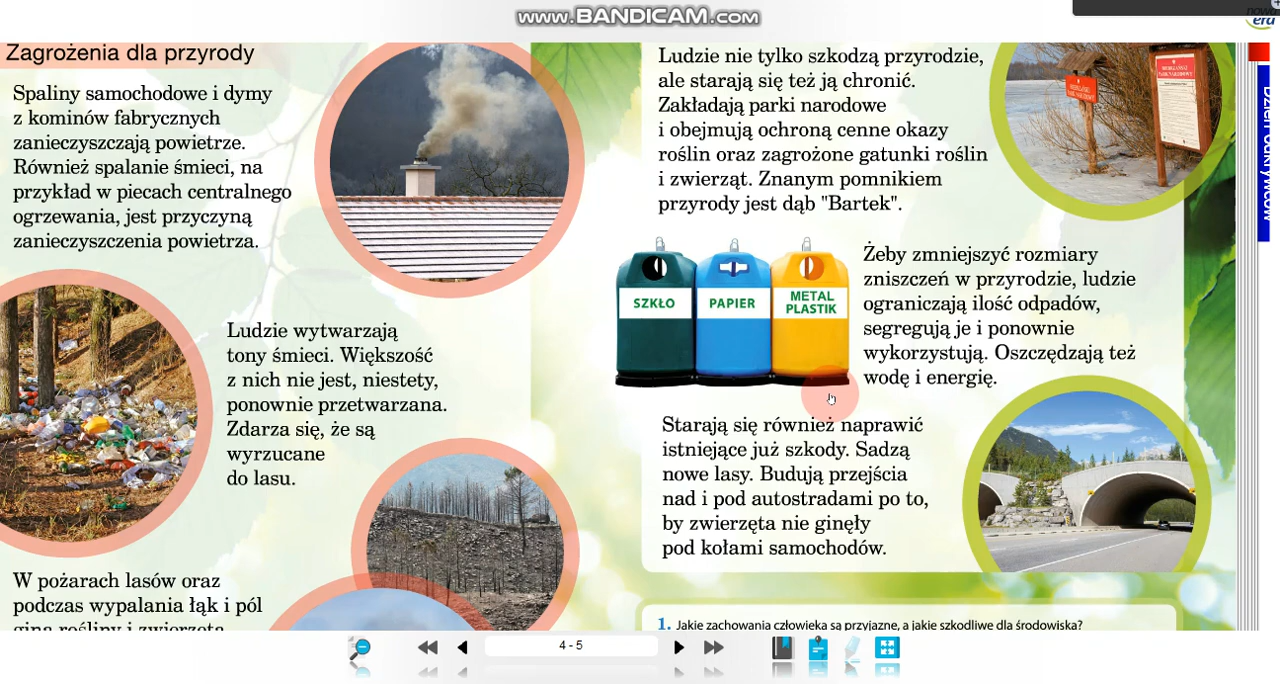 www.BANDICAM.com
nowa
era
Zagrożenia dla przyrody
Spaliny samochodowe i dymy
z kominów fabrycznych
zanieczyszczają powietrze.
Również spalanie śmieci, na
przykład w piecach centralnego
ogrzewania, jest przyczyną
zanieczyszczenia powietrza.
Ludzie wytwarzają
tony śmieci. Większość
z nich nie jest, niestety,
ponownie przetwarzana.
Zdarza się, że są
wyrzucane
do lasu.
W pożarach lasów oraz
podczas wypalania łąk i pól
giną rośliny i zwierzęta
Ludzie nie tylko szkodzą przyrodzie,
ale starają się też ją chronić.
Zakładają parki narodowe
i obejmują ochroną cenne okazy
roślin oraz zagrożone gatunki roślin
i zwierząt. Znanym pomnikiem
przyrody jest dąb "Bartek".
SZKŁO
PAPIER
METAL
PLASTIK
Żeby zmniejszyć rozmiary
zniszczeń w przyrodzie, ludzie
ograniczają ilość odpadów,
segregują je i ponownie
wykorzystują. Oszczędzają też
wodę i energię.
Starają się również naprawić
istniejące już szkody. Sadzą
nowe lasy. Budują przejścia
nad i pod autostradami po to,
by zwierzęta nie ginęły
pod kołami samochodów.
1. Jakie zachowania człowieka są przyjazne, a jakie szkodliwe dla środowiska?
Dzień odkrywców
4 - 5